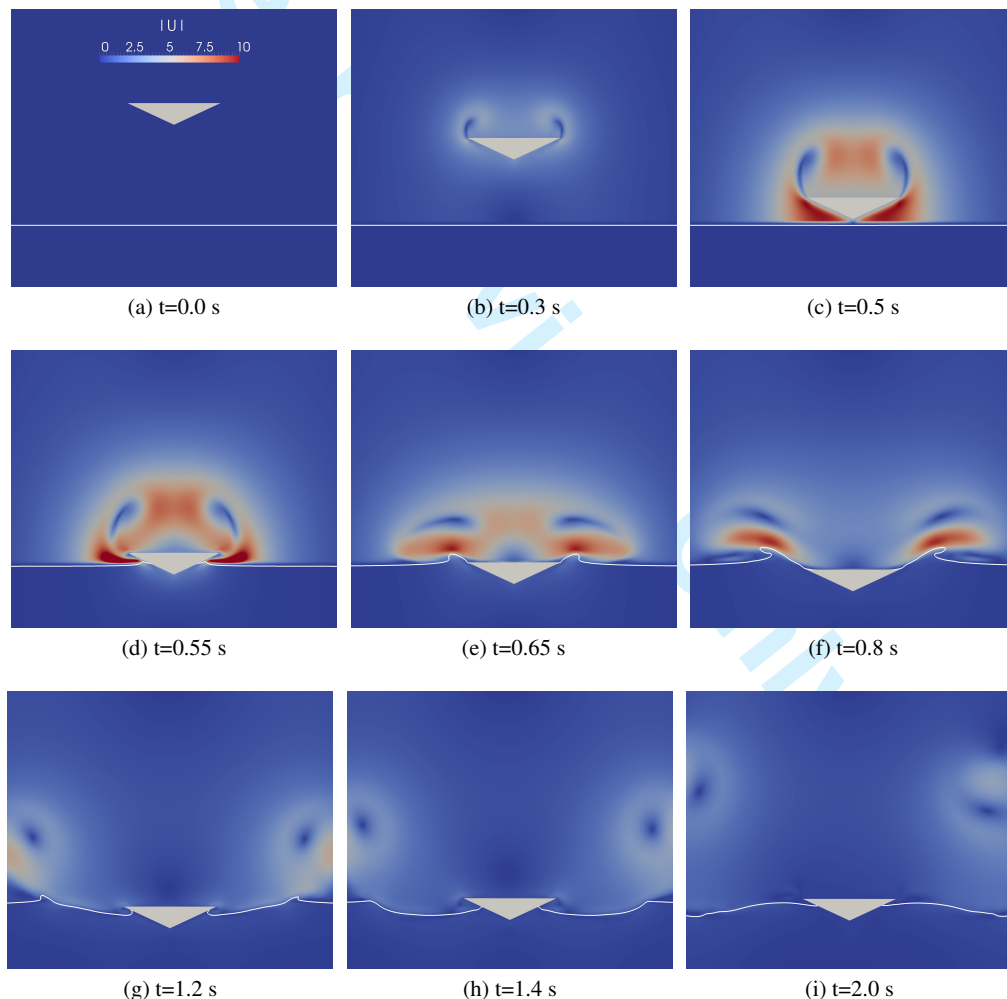 |U|
0 2.5 5 7.5 10
(a) t=0.0 s
(b) t=0.3 s
(c) t=0.5 s
(d) t=0.55 s
(e) t=0.65 s
(f) t=0.8 s
(g) t=1.2 s
(h) t=1.4 s
(i) t=2.0 s